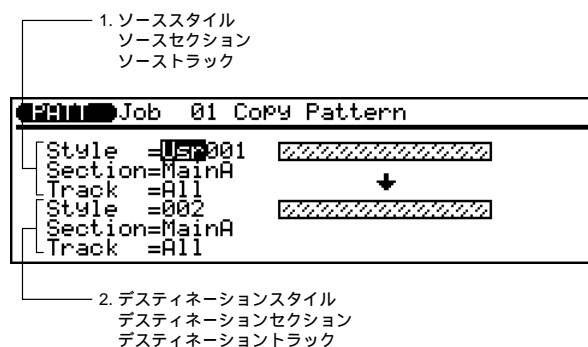 1. ソーススタイル
ソースセクション
ソーストラック
PATT Job 01 Copy Pattern
Style =Usr001
Section=MainA
Track =All
Style =002
Section=MainA
Track =All
2. デスティネーションスタイル
デスティネーションセクション
デスティネーショントラック